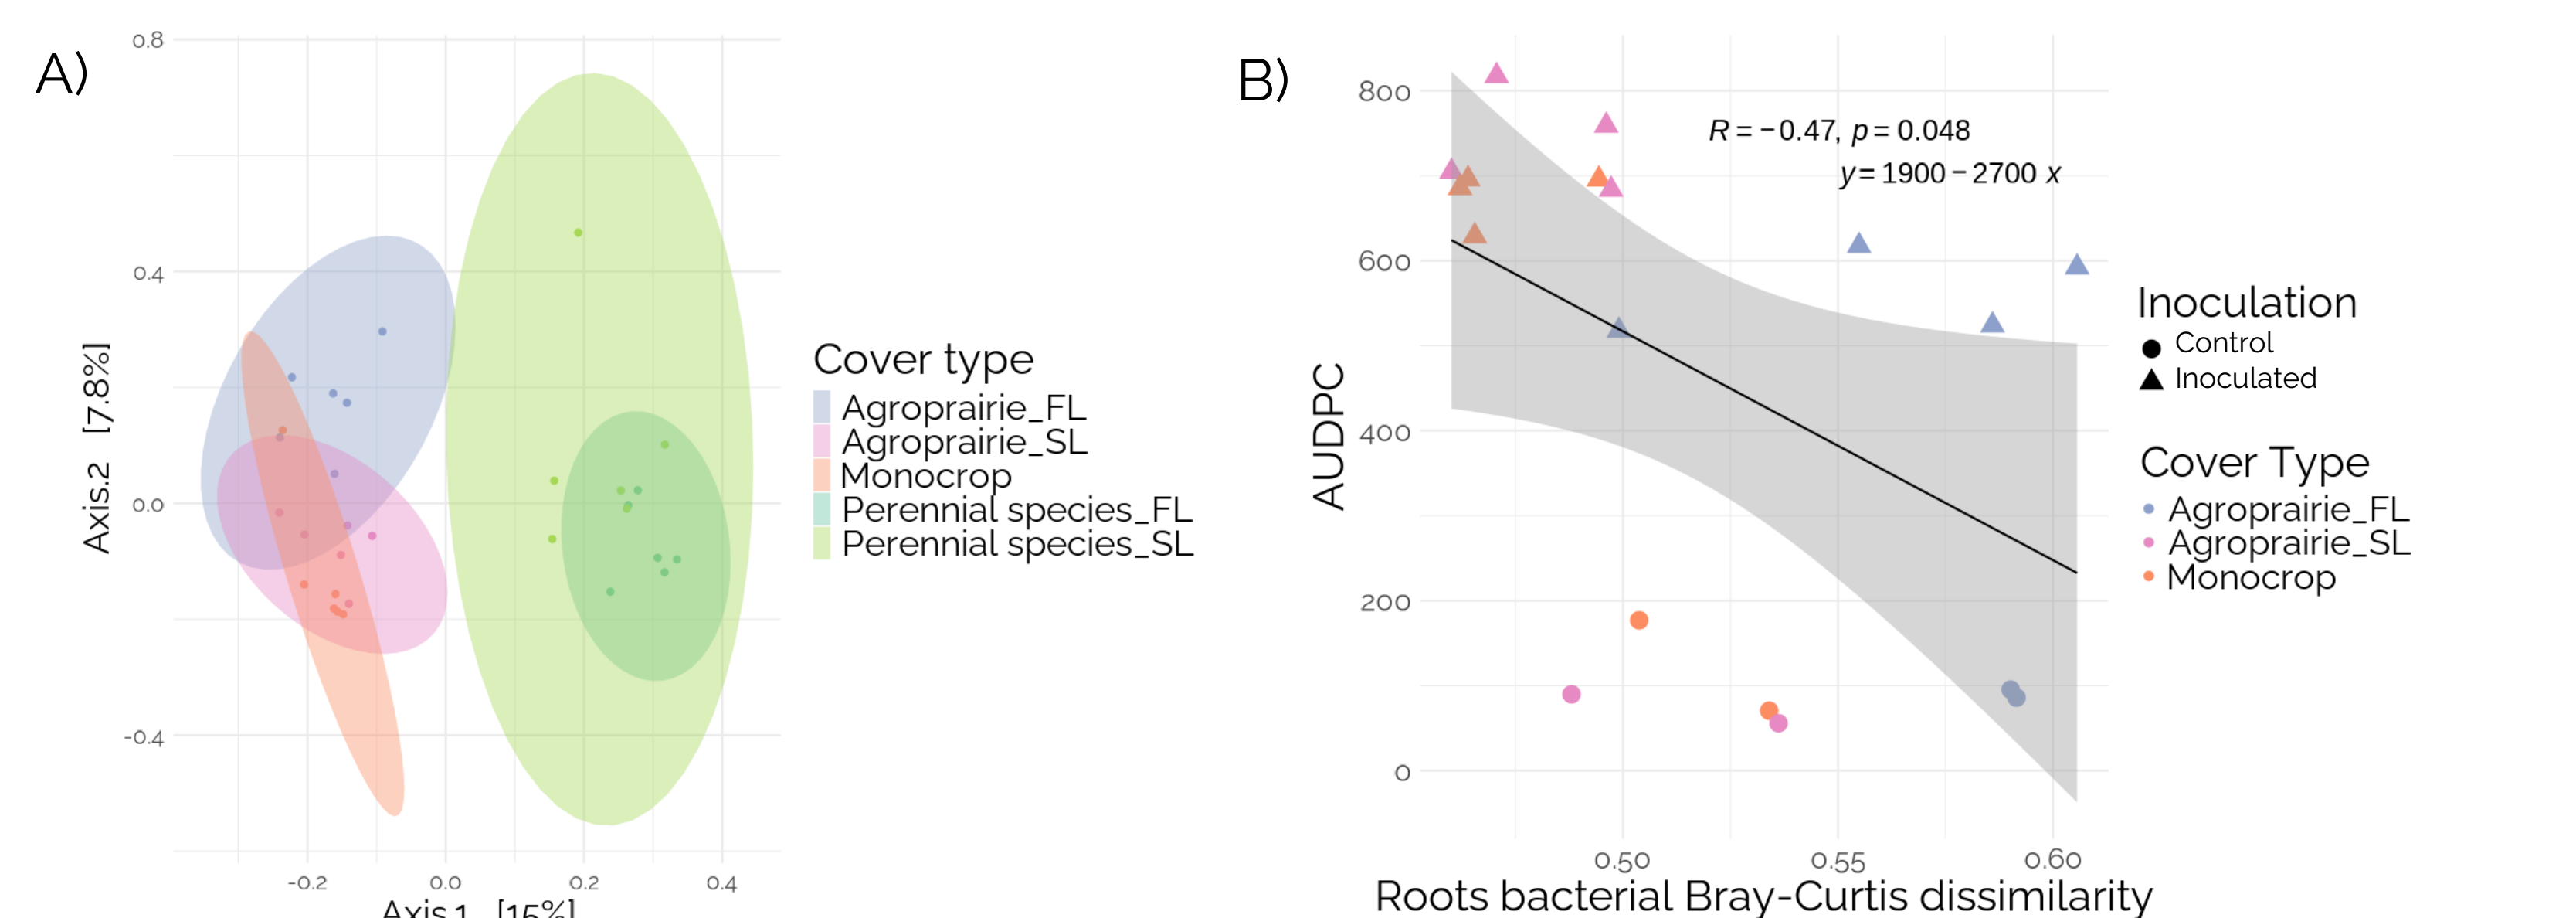 A)
0.8
0.4
0.0
-0.4
Axis.2 [7.8%]
-0.2 0.0 0.2 0.4
Axis.1 [15%]
Cover type
Agroprairie_FL
Agroprairie_SL
Monocrop
Perennial species_FL
Perennial species_SL
B)
800
600
400
200
0
AUDPC
R = −0.47, p = 0.048
y = 1900 − 2700 x
0.50 0.55 0.60
Roots bacterial Bray-Curtis dissimilarity
Inoculation
Control
Inoculated
Cover Type
Agroprairie_FL
Agroprairie_SL
Monocrop